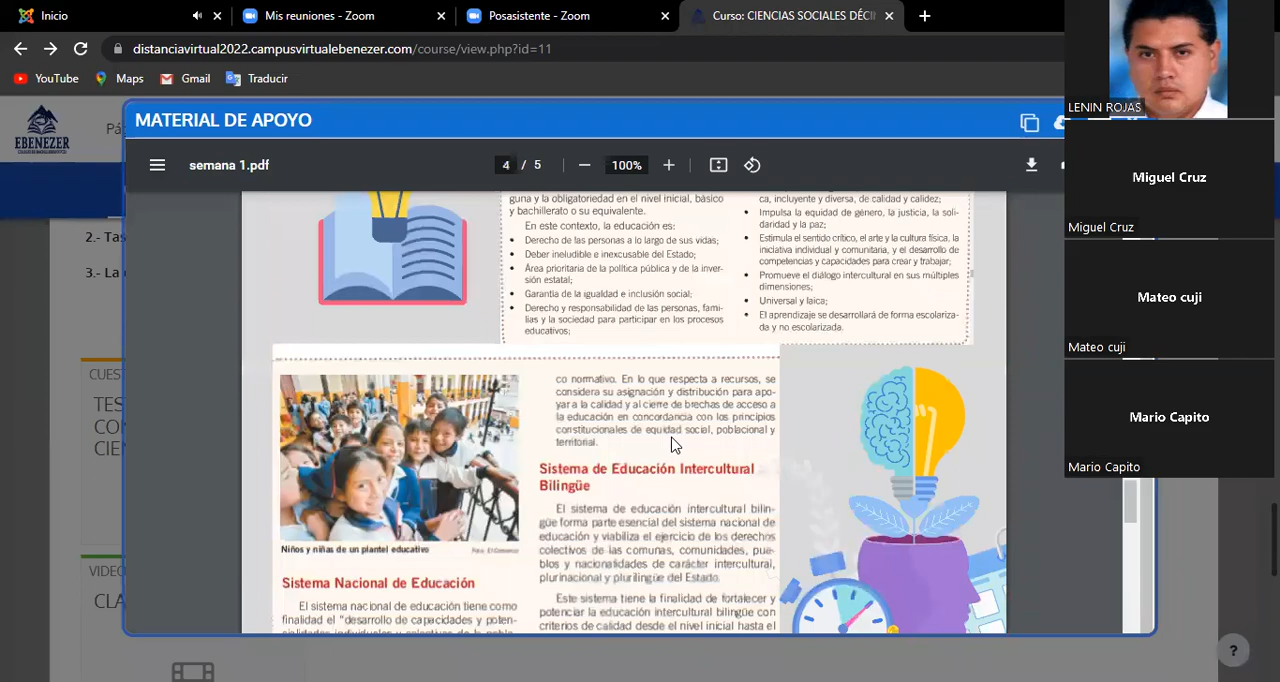 Inicio
Mis reuniones - Zoom
Posasistente - Zoom
Curso: CIENCIAS SOCIALES DÉCI
distanciavirtual2022.campusvirtualebenezer.com/course/view.php?id=11
YouTube
Maps
Gmail
Traducir
EBENEZER
Pá
MATERIAL DE APOYO
semana 1.pdf
4 / 5
100%
2.- Tas
3.- La
CUES
TES
CON
CIEN
VIDEO
CLA
guna y la obligatoriedad en el nivel inicial, básico
y bachillerato o su equivalente.
En este contexto, la educación es:
• Derecho de las personas a lo largo de sus vidas;
• Deber ineludible e inexcusable del Estado;
• Área prioritaria de la política pública y de la inver-
sión estatal;
• Garantía de la igualdad e inclusión social;
• Derecho y responsabilidad de las personas, fami-
lias y la sociedad para participar en los procesos
educativos;
ca, incluyente y diversa, de calidad y calidez;
• Impulsa la equidad de género, la justicia, la soli-
daridad y la paz;
• Estimula el sentido crítico, el arte y la cultura física, la
iniciativa individual y comunitaria, y el desarrollo de
competencias y capacidades para crear y trabajar;
• Promueve el diálogo intercultural en sus múltiples
dimensiones;
• Universal y laica;
• El aprendizaje se desarrollará de forma escolariza-
da y no escolarizada.
Niños y niñas de un plantel educativo
Sistema Nacional de Educación
El sistema nacional de educación tiene como
finalidad el "desarrollo de capacidades y poten-
co normativo. En lo que respecta a recursos, se
considera su asignación y distribución para apo-
yar a la calidad y al cierre de brechas de acceso a
la educación en concordancia con los principios
constitucionales de equidad social, poblacional y
territorial.
Sistema de Educación Intercultural
Bilingüe
El sistema de educación intercultural bilin-
güe forma parte esencial del sistema nacional de
educación y viabiliza el ejercicio de los derechos
colectivos de las comunas, comunidades, pue-
blos y nacionalidades de carácter intercultural,
plurinacional y plurilingüe del Estado.
Este sistema tiene la finalidad de fortalecer y
potenciar la educación intercultural bilingüe con
criterios de calidad desde el nivel inicial hasta el
LENIN ROJAS
Miguel Cruz
Miguel Cruz
Mateo cuji
Mateo cuji
Mario Capito
Mario Capito
?